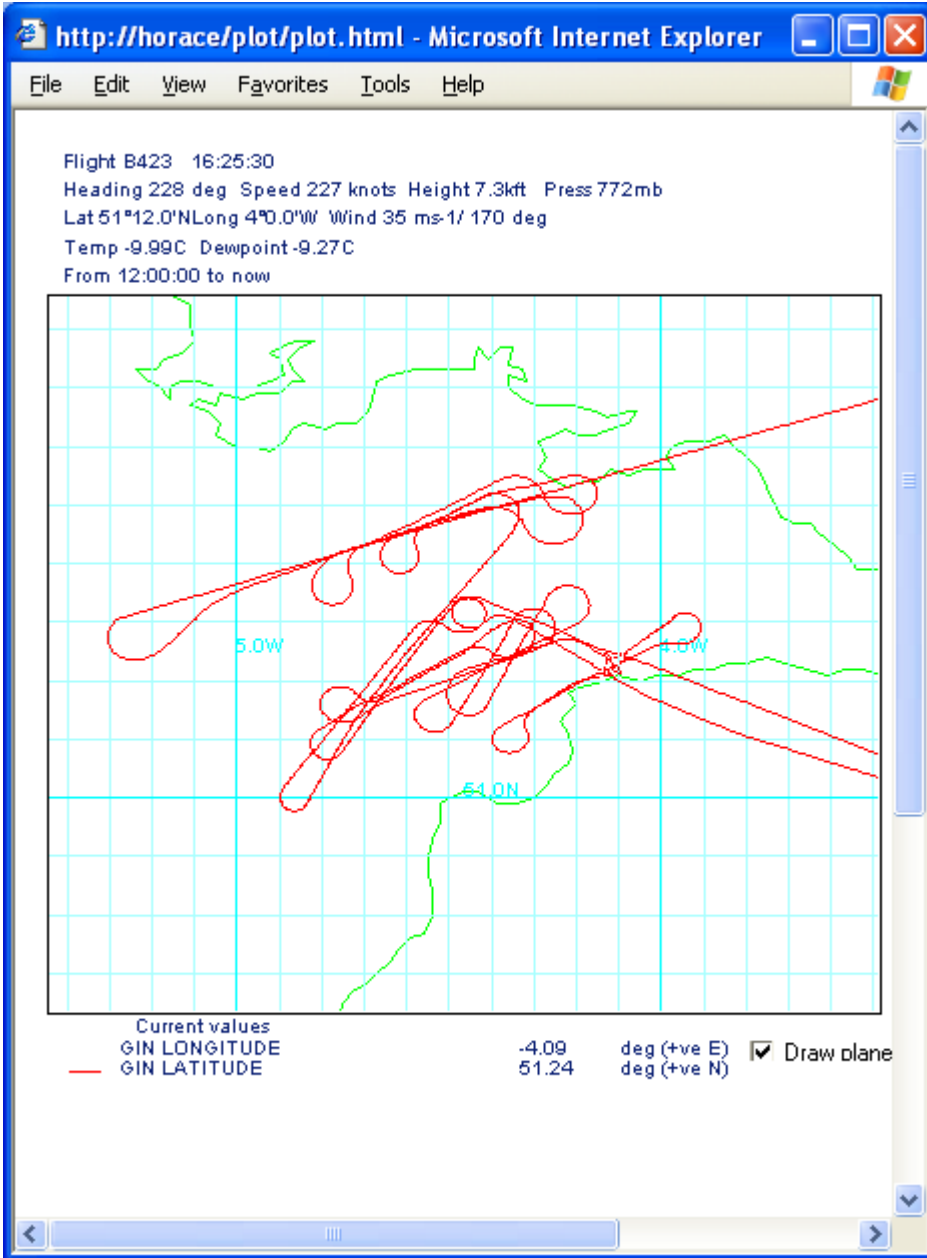 http://horace/plot/plot.html - Microsoft Internet Explorer
File Edit View Favorites Tools Help
Flight B423 16:25:30
Heading 228 deg Speed 227 knots Height 7.3kft Press 772mb
Lat 51°12.0'NLong 4°0.0'W Wind 35 ms-1/ 170 deg
Temp -9.99C Dewpoint -9.27C
From 12:00:00 to now
5.0W 4.0W
51.0N
Current values
GIN LONGITUDE -4.09 deg (+ve E) Draw plane
GIN LATITUDE 51.24 deg (+ve N)